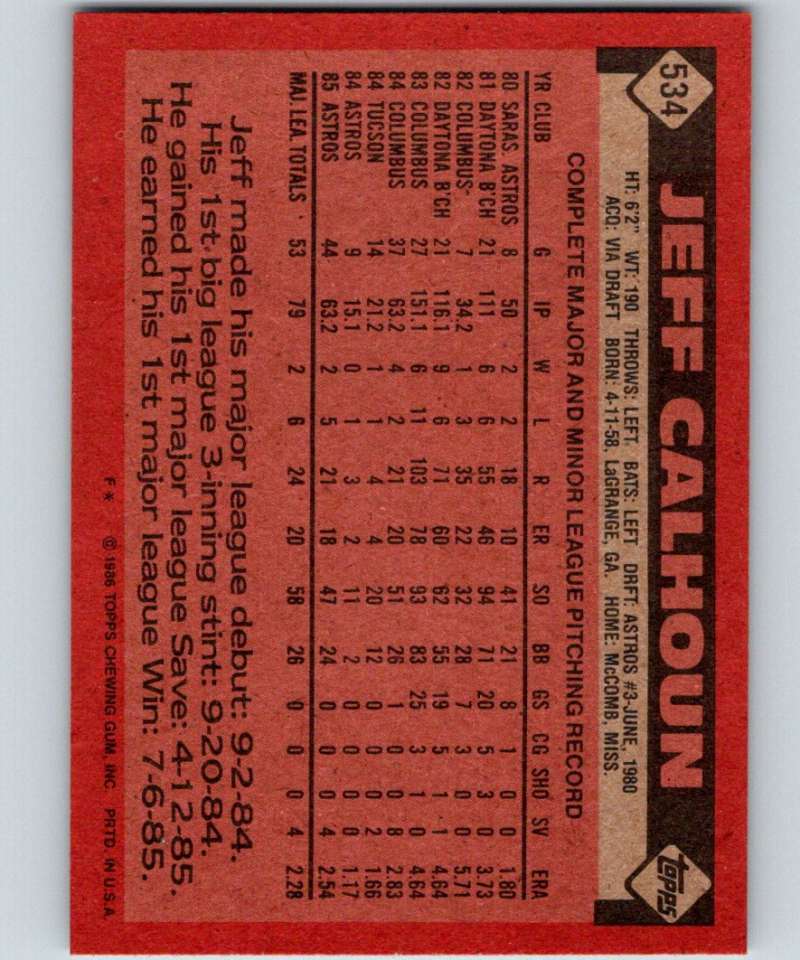 534
JEFF CALHOUN
topps
HT: 6'2" WT: 190 THROWS: LEFT BATS: LEFT DRFT: ASTROS #3-JUNE, 1980
ACQ: VIA DRAFT BORN: 4-11-58, LaGRANGE, GA. HOME: McCOMB, MISS.
COMPLETE MAJOR AND MINOR LEAGUE PITCHING RECORD
YR CLUB G IP W L R ER SO BB GS CG SHO SV ERA
80 SARAS. ASTROS 8 50 2 2 18 10 41 21 8 1 0 0 1.80
81 DAYTONA B'CH 21 111 6 6 55 46 94 71 20 5 3 0 3.73
82 COLUMBUS 7 34.2 1 3 35 22 32 28 7 3 0 0 5.71
82 DAYTONA B'CH 21 116.1 9 6 71 60 62 55 19 5 1 1 4.64
83 COLUMBUS 27 151.1 6 11 103 78 93 83 25 3 1 0 4.64
84 COLUMBUS 37 63.2 4 2 21 20 51 26 1 0 0 8 2.83
84 TUCSON 14 21.2 1 1 4 4 20 12 0 0 0 2 1.66
84 ASTROS 9 15.1 0 1 3 2 11 2 0 0 0 0 1.17
85 ASTROS 44 63.2 2 5 21 18 47 24 0 0 0 4 2.54
MAJ. LEA. TOTALS 53 79 2 6 24 20 58 26 0 0 0 4 2.28
Jeff made his major league debut: 9-2-84.
His 1st big league 3-inning stint: 9-20-84.
He gained his 1st major league Save: 4-12-85.
He earned his 1st major league Win: 7-6-85.
F* © 1986 TOPPS CHEWING GUM, INC. PRTD. IN U.S.A.